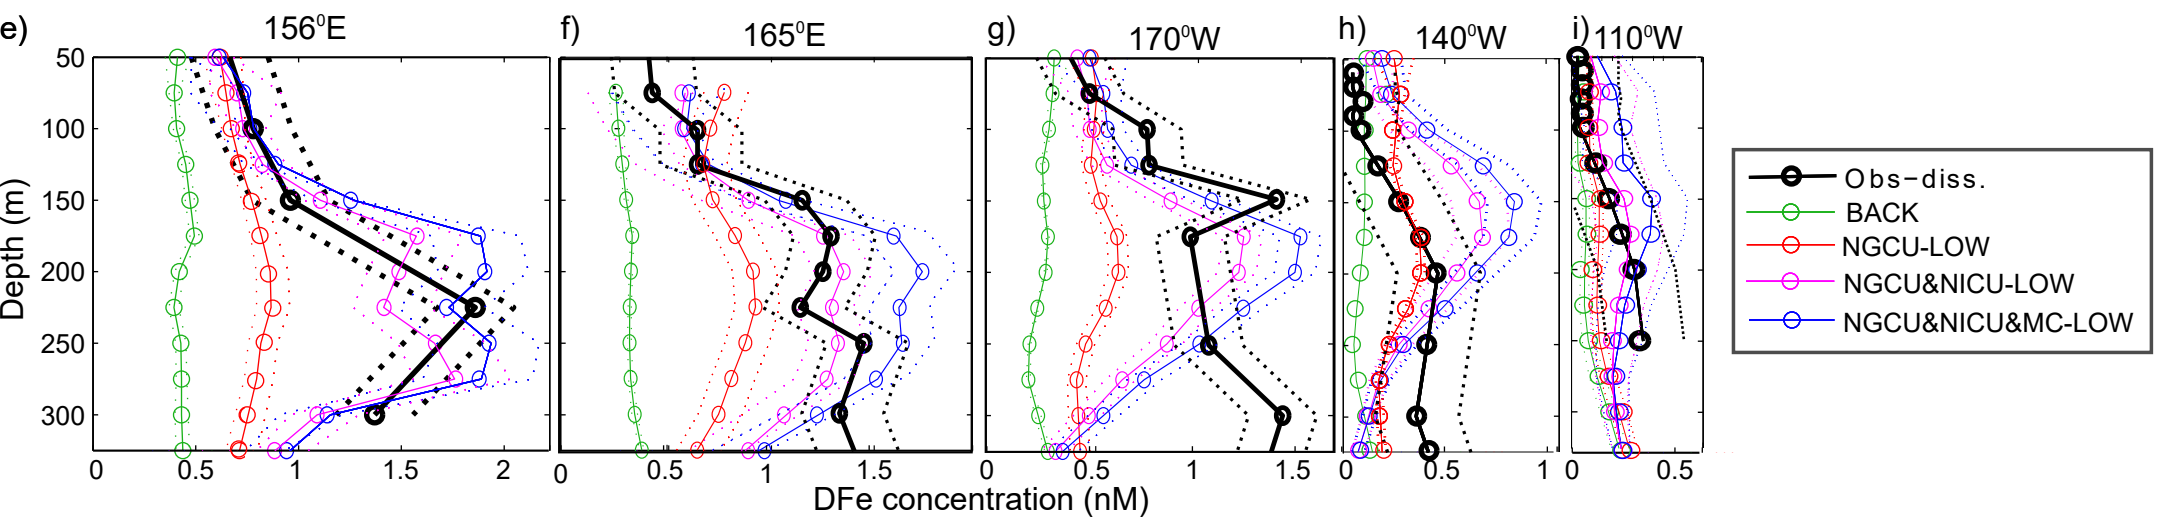 e) 156⁰E
f) 165⁰E
g) 170⁰W
h) 140⁰W
i) 110⁰W
Depth (m)
50
100
150
200
250
300
0 0.5 1 1.5 2
0 0.5 1 1.5
0 0.5 1 1.5
0 0.5 1
0 0.5
DFe concentration (nM)
Obs-diss.
BACK
NGCU-LOW
NGCU&NICU-LOW
NGCU&NICU&MC-LOW